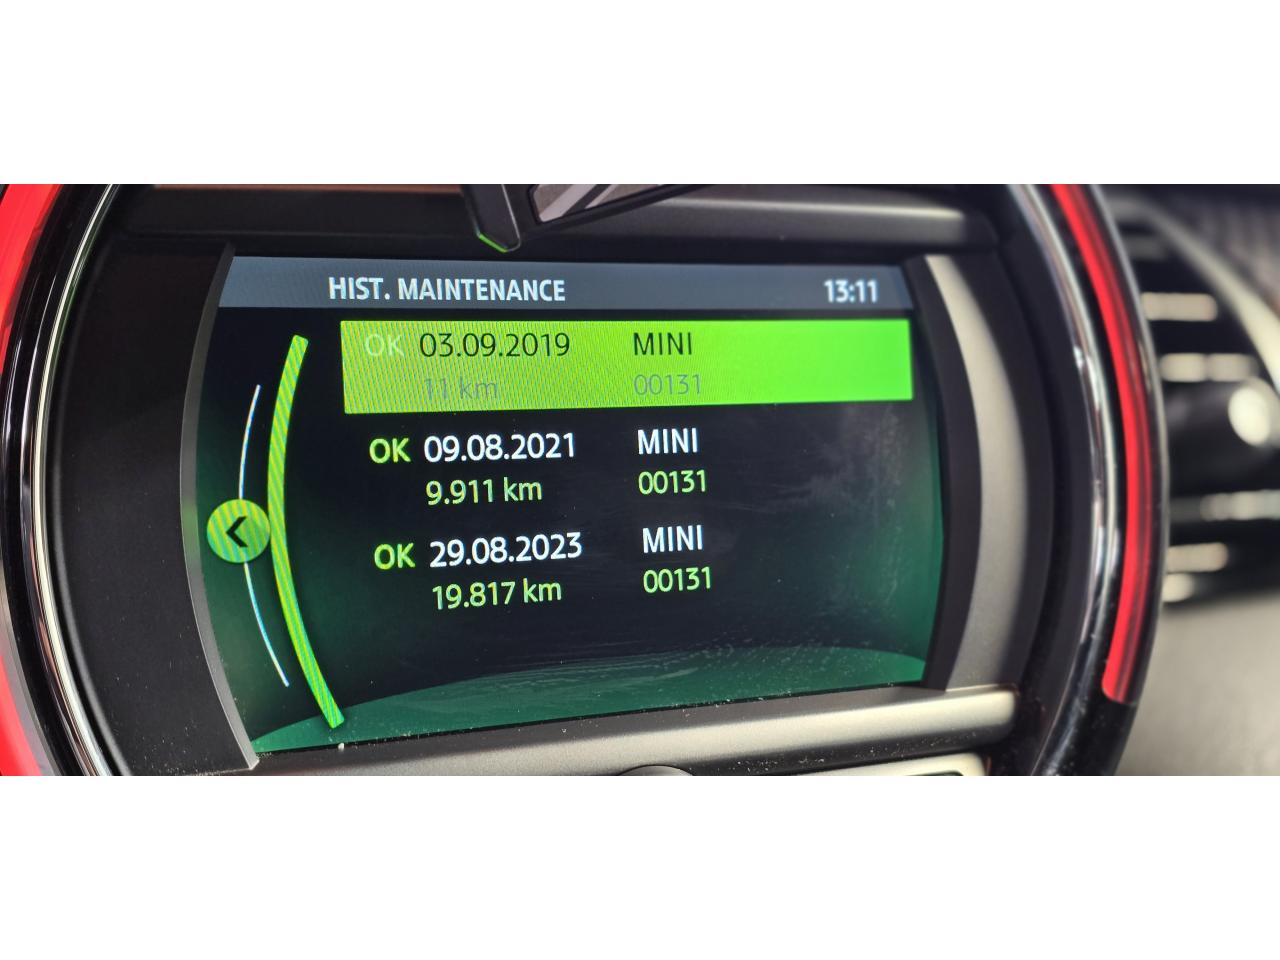 HIST. MAINTENANCE 13:11
OK 03.09.2019 MINI
11 km 00131
OK 09.08.2021 MINI
9.911 km 00131
OK 29.08.2023 MINI
19.817 km 00131